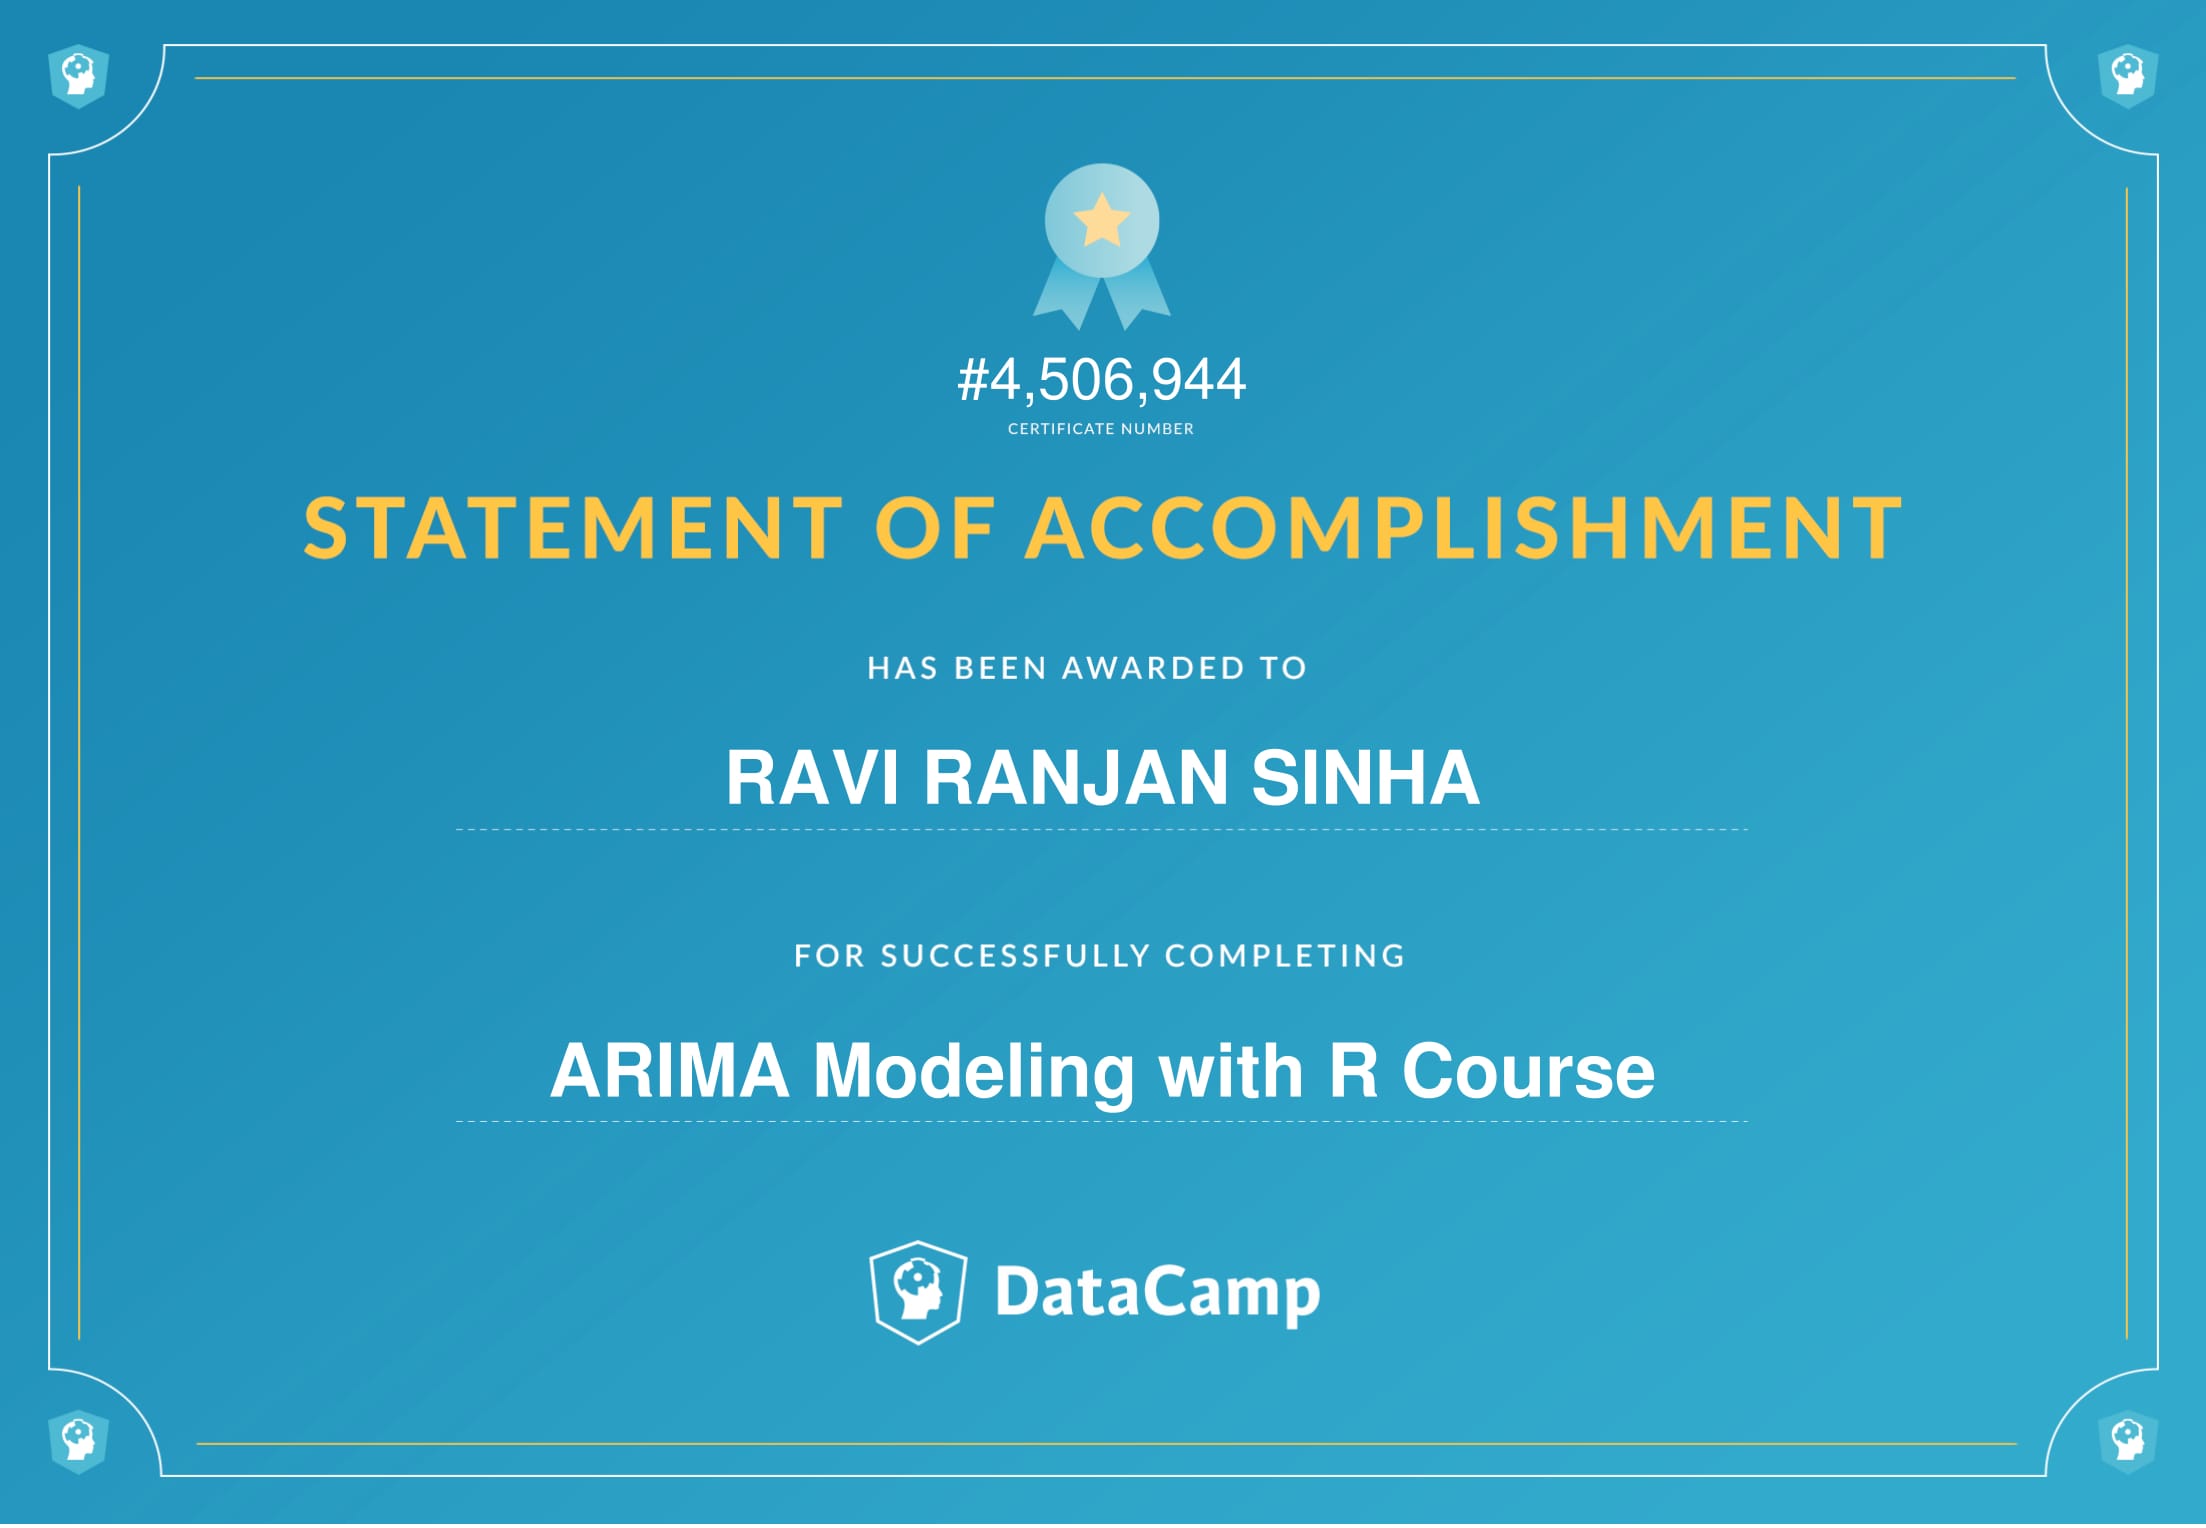 #4,506,944
CERTIFICATE NUMBER
STATEMENT OF ACCOMPLISHMENT
HAS BEEN AWARDED TO
RAVI RANJAN SINHA
FOR SUCCESSFULLY COMPLETING
ARIMA Modeling with R Course
DataCamp